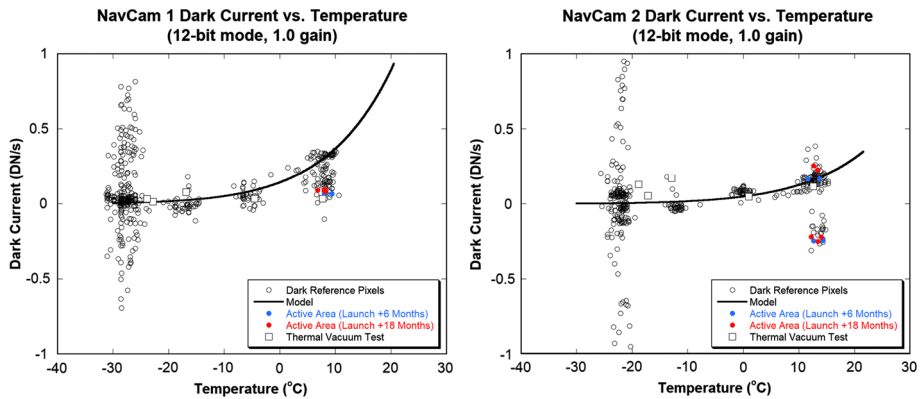 NavCam 1 Dark Current vs. Temperature
(12-bit mode, 1.0 gain)
1
0.5
0
-0.5
-1
Dark Current (DN/s)
Dark Reference Pixels
Model
Active Area (Launch +6 Months)
Active Area (Launch +18 Months)
Thermal Vacuum Test
-40 -30 -20 -10 0 10 20 30
Temperature (°C)
NavCam 2 Dark Current vs. Temperature
(12-bit mode, 1.0 gain)
1
0.5
0
-0.5
-1
Dark Current (DN/s)
Dark Reference Pixels
Model
Active Area (Launch +6 Months)
Active Area (Launch +18 Months)
Thermal Vacuum Test
-40 -30 -20 -10 0 10 20 30
Temperature (°C)